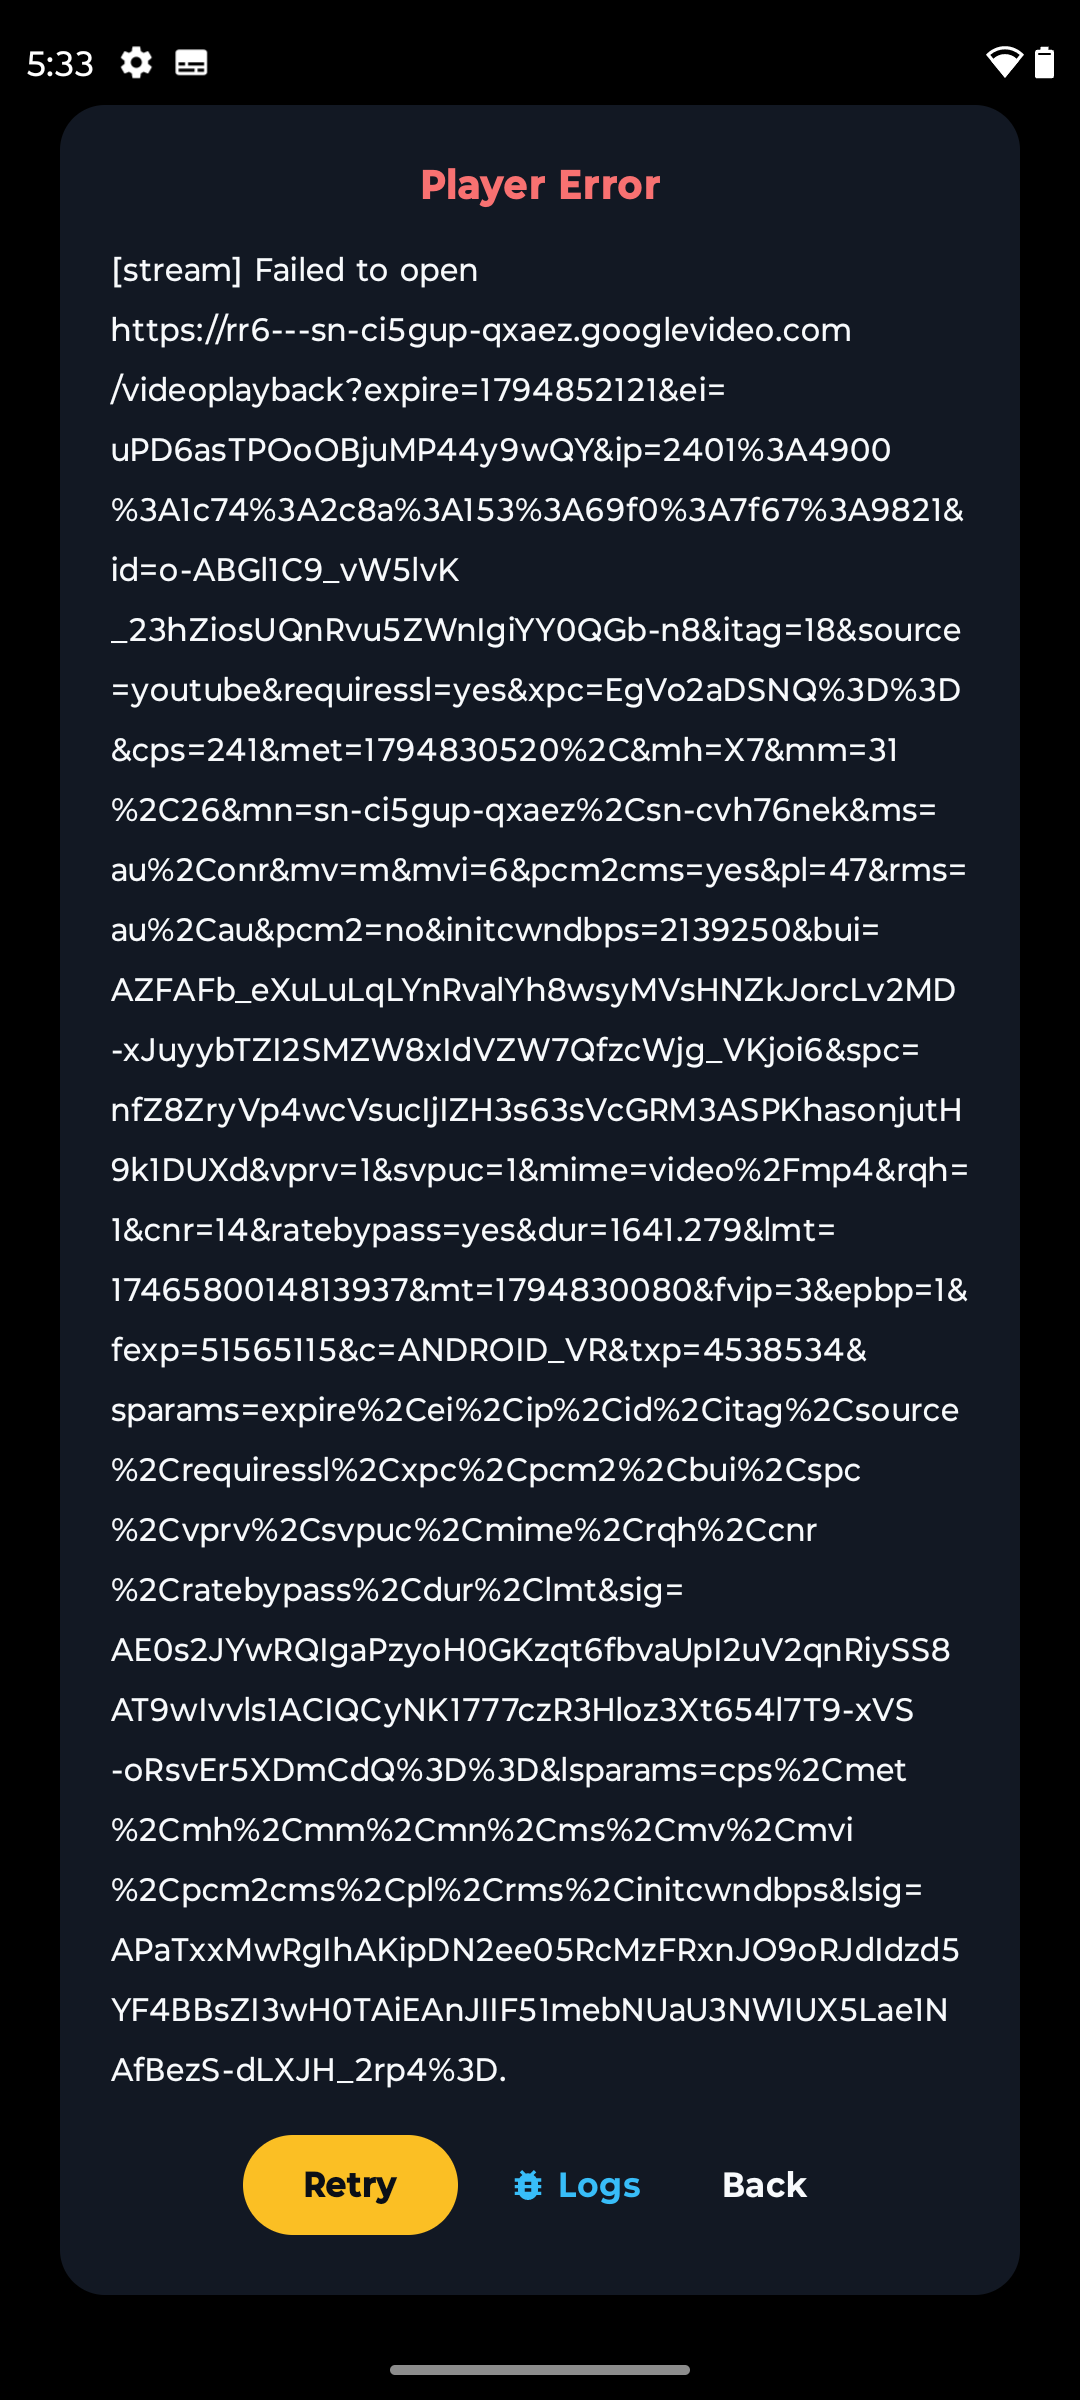 5:33
Player Error
[stream] Failed to open
https://rr6---sn-ci5gup-qxaez.googlevideo.com
/videoplayback?expire=1794852121&ei=
uPD6asTPOoOBjuMP44y9wQY&ip=2401%3A4900
%3A1c74%3A2c8a%3A153%3A69f0%3A7f67%3A9821&
id=o-ABGl1C9_vW5lvK
_23hZiosUQnRvu5ZWnIgiYY0QGb-n8&itag=18&source
=youtube&requiressl=yes&xpc=EgVo2aDSNQ%3D%3D
&cps=241&met=1794830520%2C&mh=X7&mm=31
%2C26&mn=sn-ci5gup-qxaez%2Csn-cvh76nek&ms=
au%2Conr&mv=m&mvi=6&pcm2cms=yes&pl=47&rms=
au%2Cau&pcm2=no&initcwndbps=2139250&bui=
AZFAFb_eXuLuLqLYnRvalYh8wsyMVsHNZkJorcLv2MD
-xJuyybTZI2SMZW8xIdVZW7QfzcWjg_VKjoi6&spc=
nfZ8ZryVp4wcVsucIjIZH3s63sVcGRM3ASPKhasonjutH
9k1DUXd&vprv=1&svpuc=1&mime=video%2Fmp4&rqh=
1&cnr=14&ratebypass=yes&dur=1641.279&lmt=
1746580014813937&mt=1794830080&fvip=3&epbp=1&
fexp=51565115&c=ANDROID_VR&txp=4538534&
sparams=expire%2Cei%2Cip%2Cid%2Citag%2Csource
%2Crequiressl%2Cxpc%2Cpcm2%2Cbui%2Cspc
%2Cvprv%2Csvpuc%2Cmime%2Crqh%2Ccnr
%2Cratebypass%2Cdur%2Clmt&sig=
AE0s2JYwRQIgaPzyoH0GKzqt6fbvaUpI2uV2qnRiySS8
AT9wIvvls1ACIQCyNK1777czR3Hloz3Xt654l7T9-xVS
-oRsvEr5XDmCdQ%3D%3D&lsparams=cps%2Cmet
%2Cmh%2Cmm%2Cmn%2Cms%2Cmv%2Cmvi
%2Cpcm2cms%2Cpl%2Crms%2Cinitcwndbps&lsig=
APaTxxMwRgIhAKipDN2ee05RcMzFRxnJO9oRJdIdzd5
YF4BBsZI3wH0TAiEAnJIIF51mebNUaU3NWIUX5Lae1N
AfBezS-dLXJH_2rp4%3D.
Retry
Logs
Back